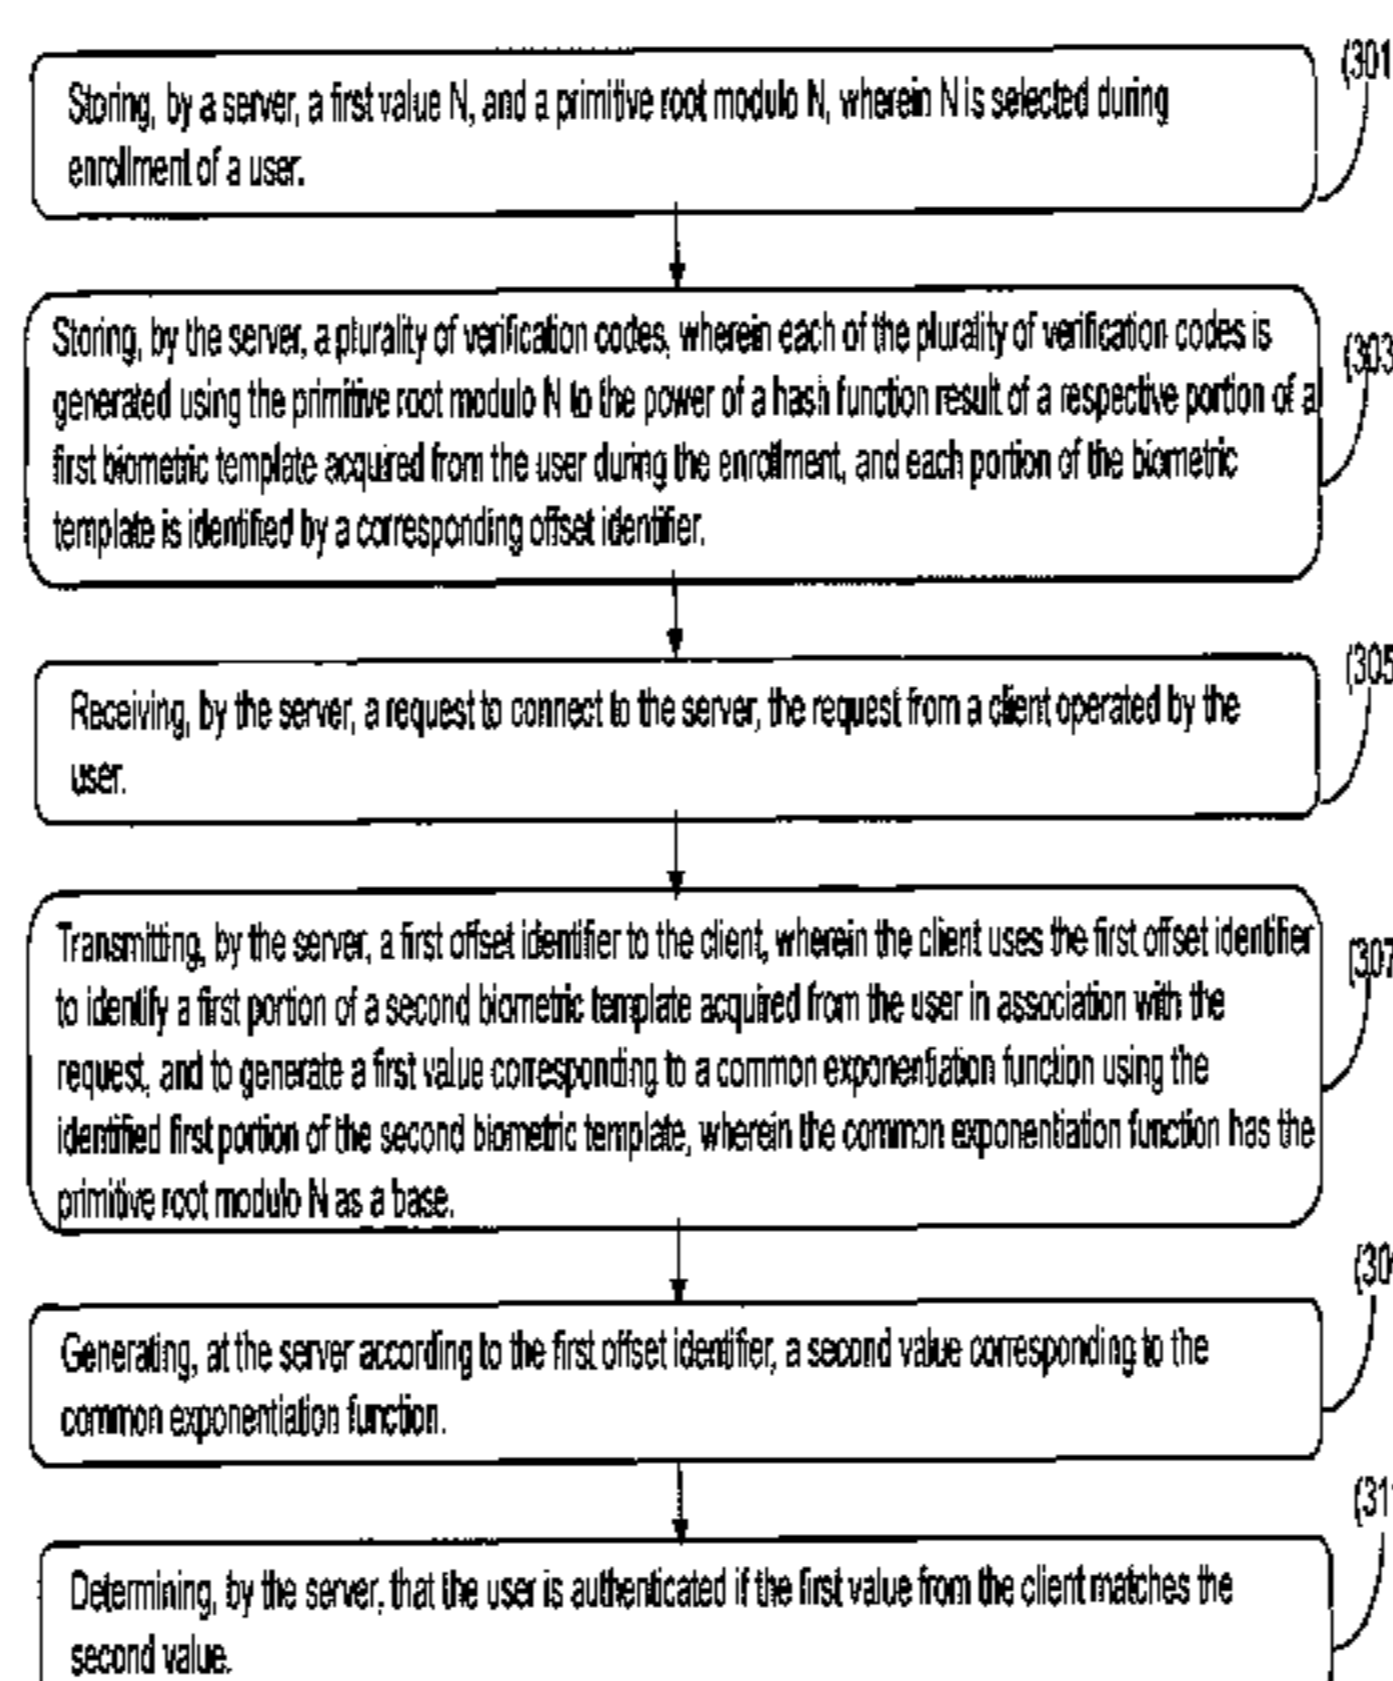 (301
Storing, by a server, a first value N, and a primitive root modulo N, wherein N is selected during
enrollment of a user.
Storing, by the server, a plurality of verification codes, wherein each of the plurality of verification codes is
(303
generated using the primitive root modulo N to the power of a hash function result of a respective portion of a
first biometric template acquired from the user during the enrollment, and each portion of the biometric
template is identified by a corresponding offset identifier.
(305
Receiving, by the server, a request to connect to the server, the request from a client operated by the
user.
Transmitting, by the server, a first offset identifier to the client, wherein the client uses the first offset identifier
(307
to identify a first portion of a second biometric template acquired from the user in association with the
request, and to generate a first value corresponding to a common exponentiation function using the
identified first portion of the second biometric template, wherein the common exponentiation function has the
primitive root modulo N as a base.
(30
Generating, at the server according to the first offset identifier, a second value corresponding to the
common exponentiation function.
(31
Determining, by the server, that the user is authenticated if the first value from the client matches the
second value.